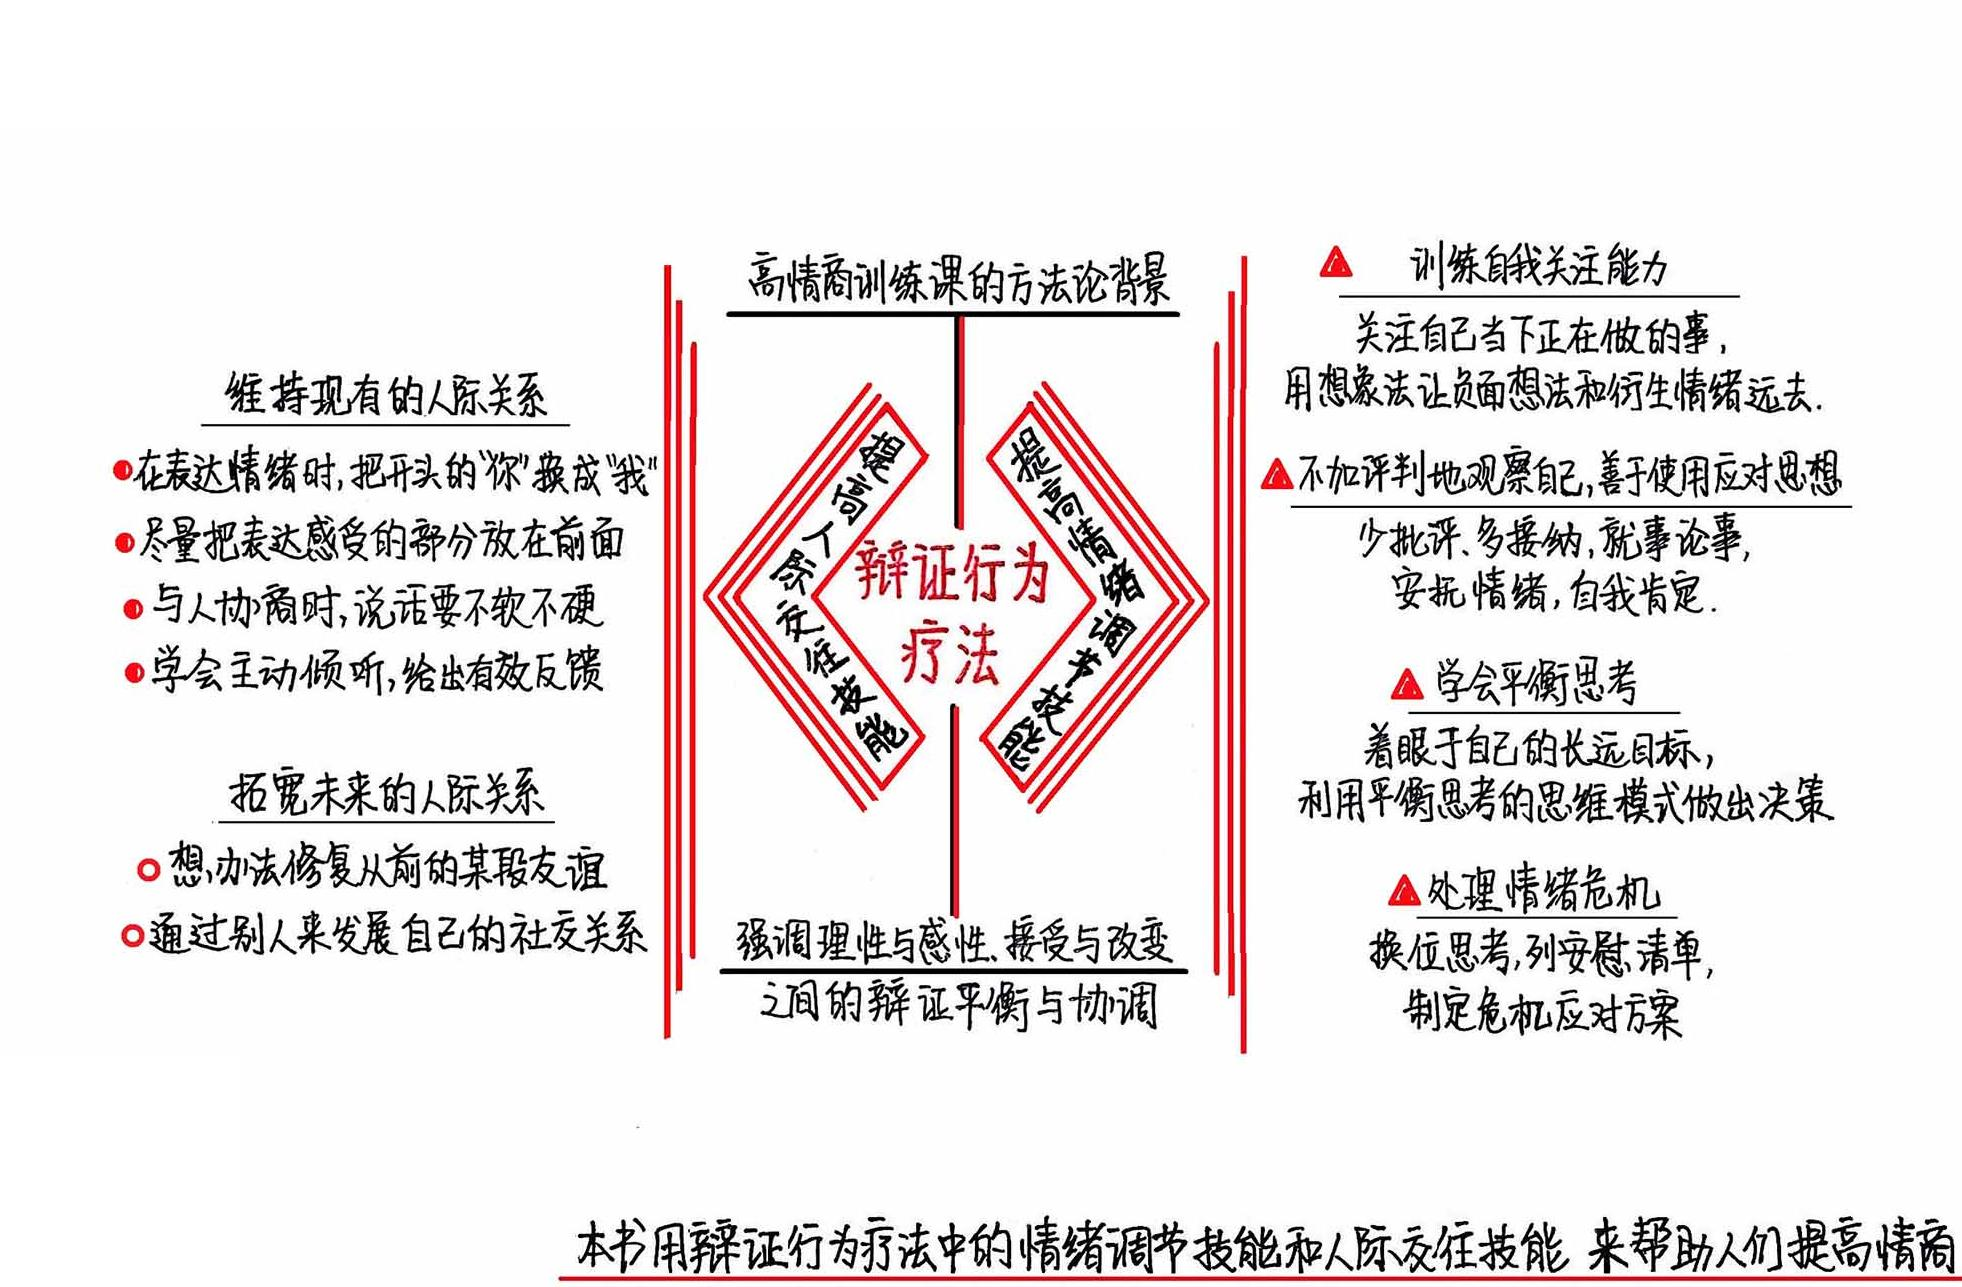 高情商训练课的方法论背景
维持现有的人际关系
在表达情绪时,把开头的"你"换成"我"
尽量把表达感受的部分放在前面
与人协商时,说话要不软不硬
学会主动倾听,给出有效反馈
拓宽未来的人际关系
想办法修复从前的某段友谊
通过别人来发展自己的社交关系
提高人际交往技能
辩证行为
疗法
提高情绪调节技能
强调理性与感性、接受与改变
之间的辩证平衡与协调
训练自我关注能力
关注自己当下正在做的事,
用想象法让负面想法和衍生情绪远去.
不加评判地观察自己,善于使用应对思想
少批评、多接纳,就事论事,
安抚情绪,自我肯定.
学会平衡思考
着眼于自己的长远目标,
利用平衡思考的思维模式做出决策
处理情绪危机
换位思考,列安慰清单,
制定危机应对方案
本书用辩证行为疗法中的情绪调节技能和人际交往技能 来帮助人们提高情商